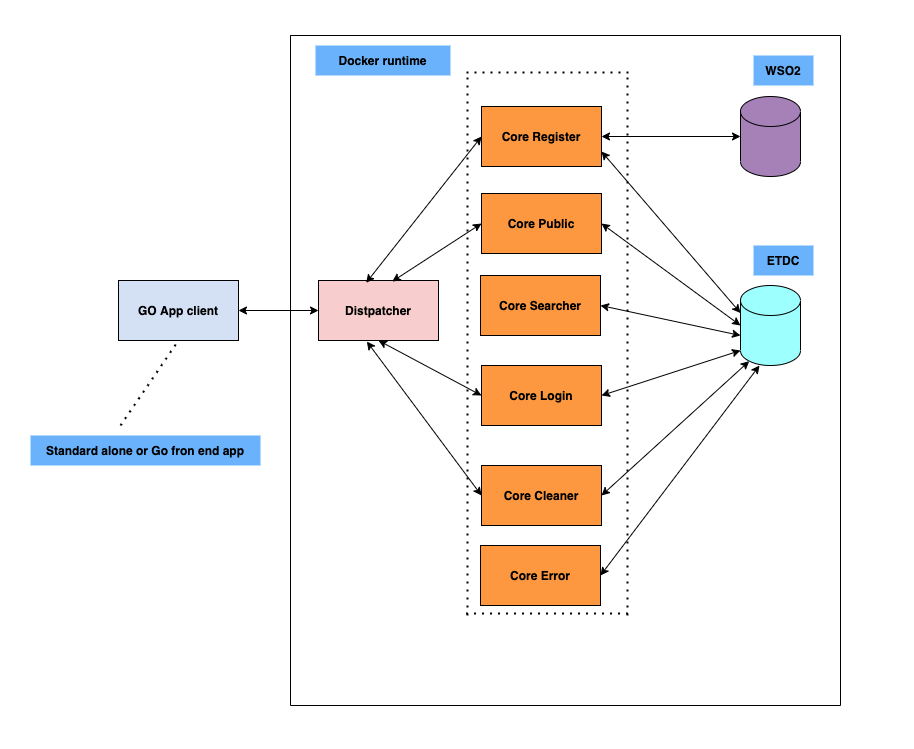 Docker runtime
WSO2
Core Register
Core Public
ETDC
Core Searcher
GO App client
Distpatcher
Core Login
Standard alone or Go fron end app
Core Cleaner
Core Error